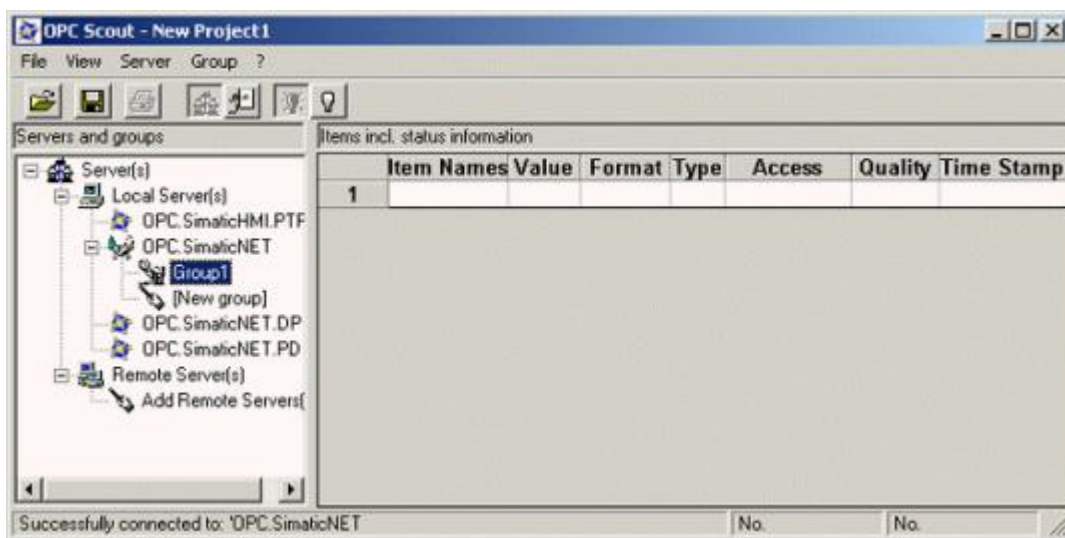 OPC Scout - New Project1
File View Server Group ?
Servers and groups
Items incl. status information
Item Names Value Format Type Access Quality Time Stamp
1
Server(s)
Local Server(s)
OPC.SimaticHMI.PTF
OPC.SimaticNET
Group1
[New group]
OPC.SimaticNET.DP
OPC.SimaticNET.PD
Remote Server(s)
Add Remote Servers(
Successfully connected to: 'OPC.SimaticNET
No.
No.